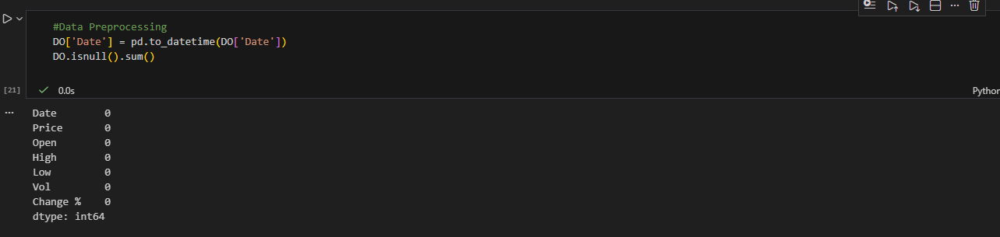 #Data Preprocessing
DO['Date'] = pd.to_datetime(DO['Date'])
DO.isnull().sum()
[21]
0.0s
Python
Date 0
Price 0
Open 0
High 0
Low 0
Vol 0
Change % 0
dtype: int64